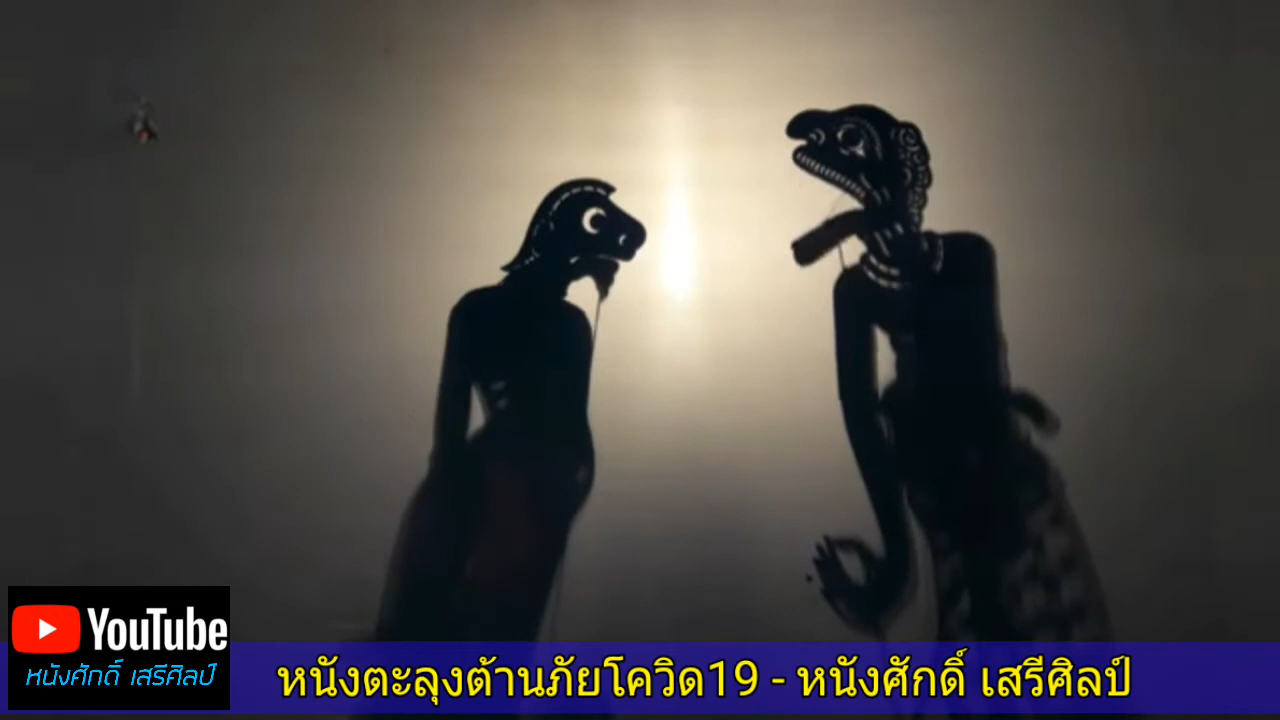 YouTube
หนังศักดิ์ เสรีศิลป์
หนังตะลุงต้านภัยโควิด19 - หนังศักดิ์ เสรีศิลป์